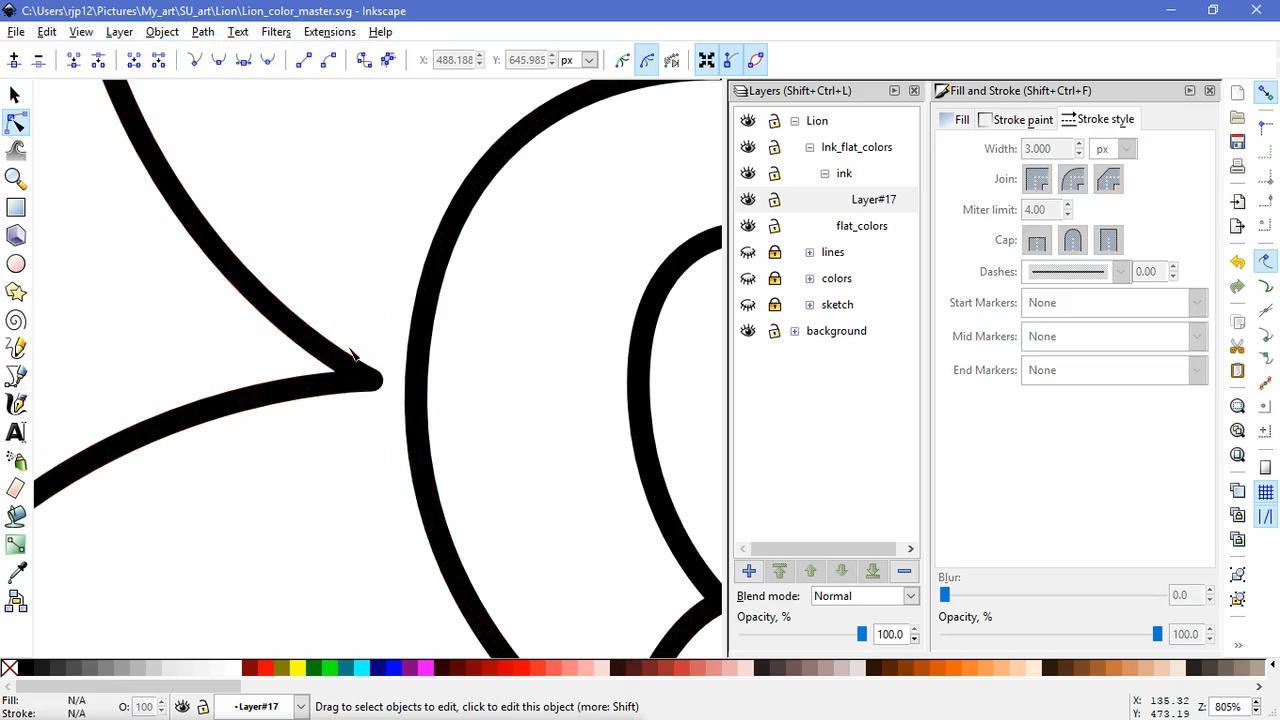 C:\Users\rjp12\Pictures\My_art\SU_art\Lion\Lion_color_master.svg - Inkscape
File Edit View Layer Object Path Text Filters Extensions Help
X: 488.188 Y: 645.985 px
Layers (Shift+Ctrl+L)
Lion
Ink_flat_colors
ink
Layer#17
flat_colors
lines
colors
sketch
background
Blend mode: Normal
Opacity, %
100.0
Fill and Stroke (Shift+Ctrl+F)
Fill Stroke paint Stroke style
Width: 3.000 px
Join:
Miter limit: 4.00
Cap:
Dashes: 0.00
Start Markers: None
Mid Markers: None
End Markers: None
Blur:
0.0
Opacity, %
100.0
Fill: N/A
Stroke: N/A
O: 100
•Layer#17
Drag to select objects to edit, click to edit this object (more: Shift)
X: 135.32
Y: 473.19
Z: 805%